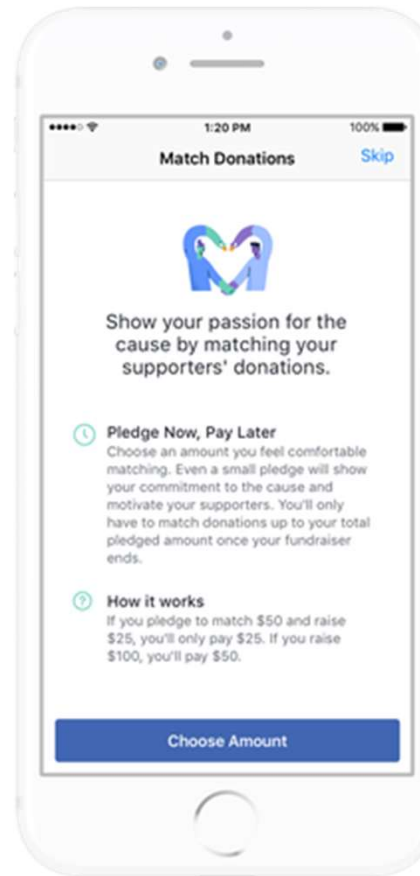 1:20 PM
100%
Match Donations
Skip
Show your passion for the
cause by matching your
supporters' donations.
Pledge Now, Pay Later
Choose an amount you feel comfortable
matching. Even a small pledge will show
your commitment to the cause and
motivate your supporters. You'll only
have to match donations up to your total
pledged amount once your fundraiser
ends.
How it works
If you pledge to match $50 and raise
$25, you'll only pay $25. If you raise
$100, you'll pay $50.
Choose Amount